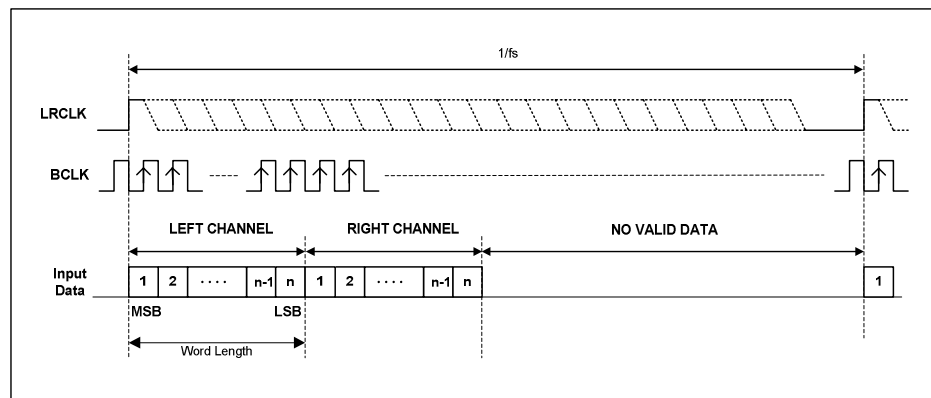 1/fs
LRCLK
BCLK
LEFT CHANNEL RIGHT CHANNEL NO VALID DATA
Input
Data
1 2 .... n-1 n 1 2 .... n-1 n 1
MSB LSB
Word Length